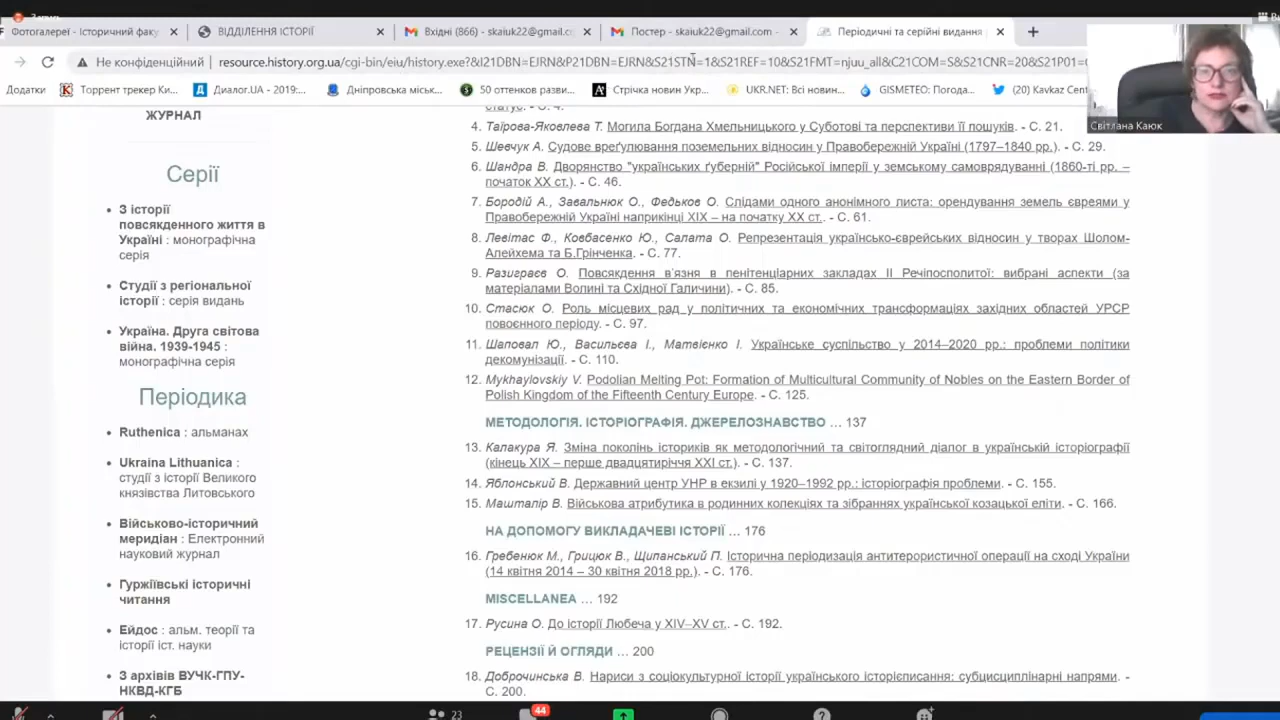 Фотогалереї - Історичний факу
ВІДДІЛЕННЯ ІСТОРІЇ
Вхідні (866) - skaiuk22@gmail.co
Постер - skaiuk22@gmail.com -
Періодичні та серійні видання
Не конфіденційний
resource.history.org.ua/cgi-bin/eiu/history.exe?&I21DBN=EJRN&P21DBN=EJRN&S21STN=1&S21REF=10&S21FMT=njuu_all&C21COM=S&S21CNR=20&S21P01=
Додатки
Торрент трекер Ки...
Диалог.UA - 2019:...
Дніпровська міськ...
50 оттенков разви...
Стрічка новин Укр...
UKR.NET: Всі новин...
GISMETEO: Погода...
(20) Kavkaz Cent
Світлана Каюк
ЖУРНАЛ
Серії
З історії
повсякденного життя в
Україні : монографічна
серія
Студії з регіональної
історії : серія видань
Україна. Друга світова
війна. 1939-1945 :
монографічна серія
Періодика
Ruthenica : альманах
Ukraina Lithuanica :
студії з історії Великого
князівства Литовського
Військово-історичний
меридіан : Електронний
науковий журнал
Гуржіївські історичні
читання
Ейдос : альм. теорії та
історії іст. науки
З архівів ВУЧК-ГПУ-
НКВД-КГБ
статус. - С. 4.
4. Таїрова-Яковлева Т. Могила Богдана Хмельницького у Суботові та перспективи її пошуків. - С. 21.
5. Шевчук А. Судове врегулювання поземельних відносин у Правобережній Україні (1797–1840 рр.). - С. 29.
6. Шандра В. Дворянство "українських ґуберній" Російської імперії у земському самоврядуванні (1860-ті рр. –
початок ХХ ст.). - С. 46.
7. Бородій А., Завальнюк О., Федьков О. Слідами одного анонімного листа: орендування земель євреями у
Правобережній Україні наприкінці ХІХ – на початку ХХ ст.. - С. 61.
8. Левітас Ф., Ковбасенко Ю., Салата О. Репрезентація українсько-єврейських відносин у творах Шолом-
Алейхема та Б.Грінченка. - С. 77.
9. Разиграєв О. Повсякдення в'язня в пенітенціарних закладах ІІ Речіпосполитої: вибрані аспекти (за
матеріалами Волині та Східної Галичини). - С. 85.
10. Стасюк О. Роль місцевих рад у політичних та економічних трансформаціях західних областей УРСР
повоєнного періоду. - С. 97.
11. Шаповал Ю., Васильєва І., Матвієнко І. Українське суспільство у 2014–2020 рр.: проблеми політики
декомунізації. - С. 110.
12. Mykhaylovskiy V. Podolian Melting Pot: Formation of Multicultural Community of Nobles on the Eastern Border of
Polish Kingdom of the Fifteenth Century Europe. - С. 125.
МЕТОДОЛОГІЯ. ІСТОРІОГРАФІЯ. ДЖЕРЕЛОЗНАВСТВО ... 137
13. Калакура Я. Зміна поколінь істориків як методологічний та світоглядний діалог в українській історіографії
(кінець ХІХ – перше двадцятиріччя ХХІ ст.). - С. 137.
14. Яблонський В. Державний центр УНР в екзилі у 1920–1992 рр.: історіографія проблеми. - С. 155.
15. Машталір В. Військова атрибутика в родинних колекціях та зібраннях української козацької еліти. - С. 166.
НА ДОПОМОГУ ВИКЛАДАЧЕВІ ІСТОРІЇ ... 176
16. Гребенюк М., Грицюк В., Щипанський П. Історична періодизація антитерористичної операції на сході України
(14 квітня 2014 – 30 квітня 2018 рр.). - С. 176.
MISCELLANEA ... 192
17. Русина О. До історії Любеча у XIV–XV ст.. - С. 192.
РЕЦЕНЗІЇ Й ОГЛЯДИ ... 200
18. Доброчинська В. Нариси з соціокультурної історії українського історієписання: субдисциплінарні напрями. -
С. 200.
23
44